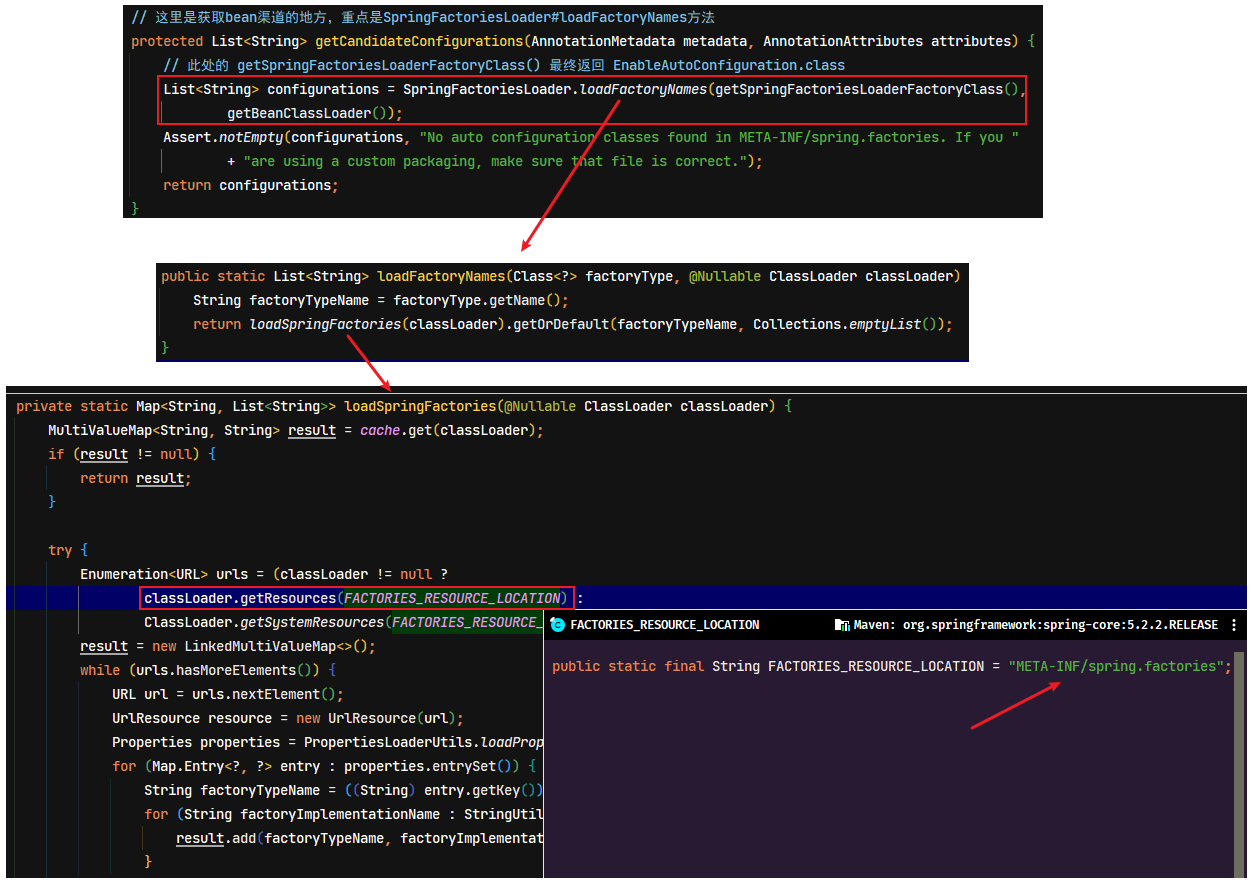 // 这里是获取bean渠道的地方，重点是SpringFactoriesLoader#loadFactoryNames方法
protected List<String> getCandidateConfigurations(AnnotationMetadata metadata, AnnotationAttributes attributes) {
// 此处的 getSpringFactoriesLoaderFactoryClass() 最终返回 EnableAutoConfiguration.class
List<String> configurations = SpringFactoriesLoader.loadFactoryNames(getSpringFactoriesLoaderFactoryClass(),
getBeanClassLoader());
Assert.notEmpty(configurations, "No auto configuration classes found in META-INF/spring.factories. If you "
+ "are using a custom packaging, make sure that file is correct.");
return configurations;
}
public static List<String> loadFactoryNames(Class<?> factoryType, @Nullable ClassLoader classLoader)
String factoryTypeName = factoryType.getName();
return loadSpringFactories(classLoader).getOrDefault(factoryTypeName, Collections.emptyList());
}
private static Map<String, List<String>> loadSpringFactories(@Nullable ClassLoader classLoader) {
MultiValueMap<String, String> result = cache.get(classLoader);
if (result != null) {
return result;
}
try {
Enumeration<URL> urls = (classLoader != null ?
classLoader.getResources(FACTORIES_RESOURCE_LOCATION) :
ClassLoader.getSystemResources(FACTORIES_RESOURCE_
result = new LinkedMultiValueMap<>();
while (urls.hasMoreElements()) {
URL url = urls.nextElement();
UrlResource resource = new UrlResource(url);
Properties properties = PropertiesLoaderUtils.loadProp
for (Map.Entry<?, ?> entry : properties.entrySet()) {
String factoryTypeName = ((String) entry.getKey())
for (String factoryImplementationName : StringUtil
result.add(factoryTypeName, factoryImplementat
}
FACTORIES_RESOURCE_LOCATION Maven: org.springframework:spring-core:5.2.2.RELEASE
public static final String FACTORIES_RESOURCE_LOCATION = "META-INF/spring.factories";